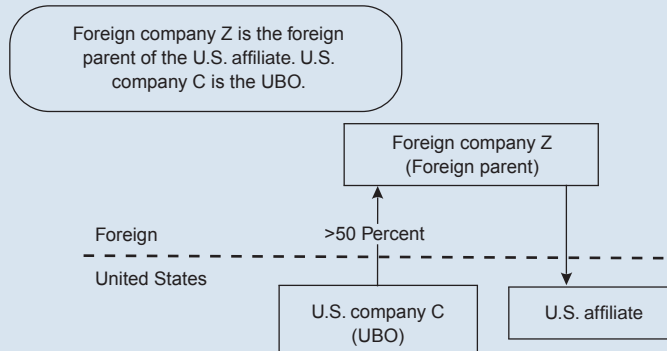 Foreign company Z is the foreign
parent of the U.S. affiliate. U.S.
company C is the UBO.
Foreign company Z
(Foreign parent)
Foreign
>50 Percent
United States
U.S. company C
(UBO)
U.S. affiliate